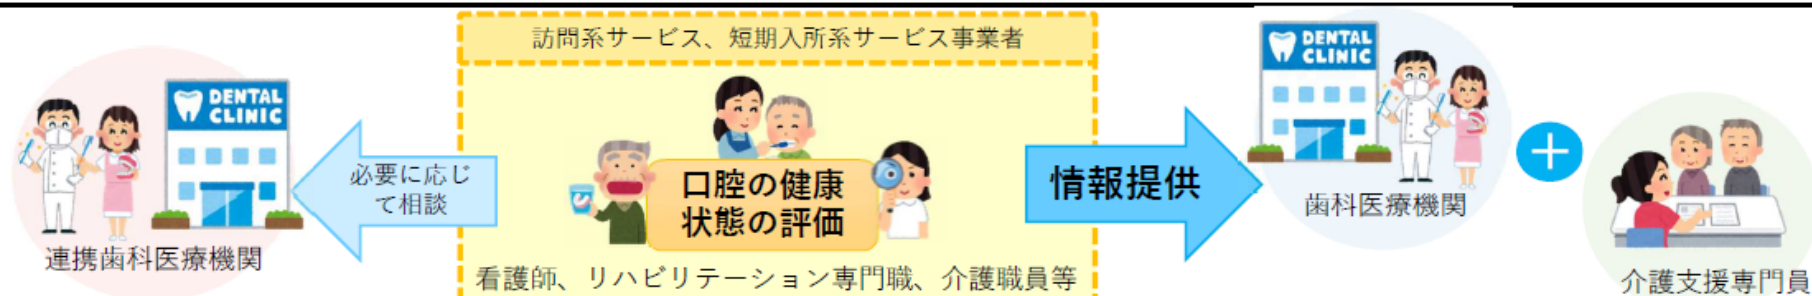 訪問系サービス、短期入所系サービス事業者
DENTAL
CLINIC
必要に応じ
て相談
連携歯科医療機関
口腔の健康
状態の評価
看護師、リハビリテーション専門職、介護職員等
情報提供
DENTAL
CLINIC
歯科医療機関
+
介護支援専門員